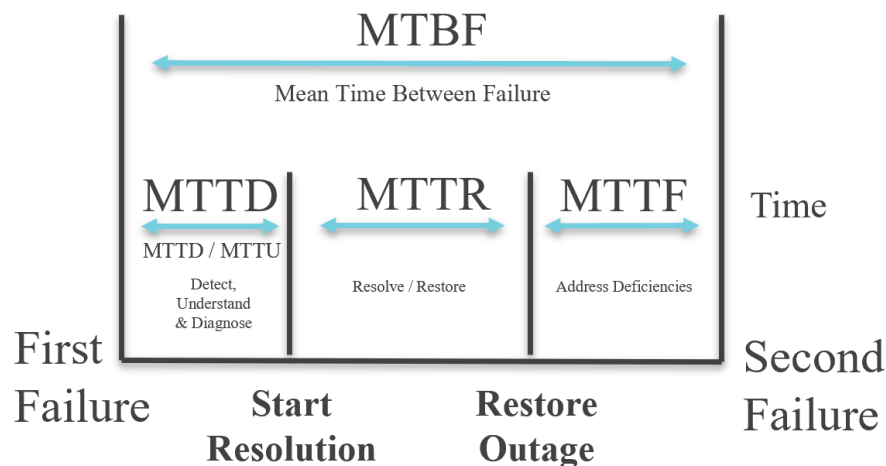 MTBF
Mean Time Between Failure
MTTD
MTTR
MTTF
Time
MTTD / MTTU
Detect,
Understand
& Diagnose
Resolve / Restore
Address Deficiencies
First
Failure
Second
Failure
Start
Resolution
Restore
Outage